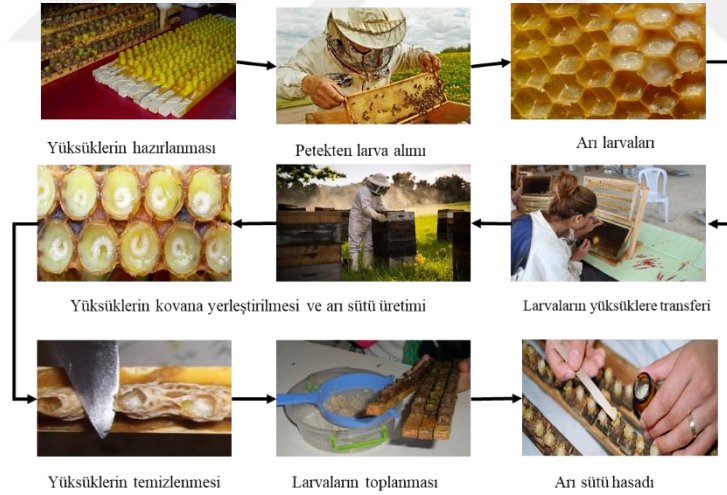 Yüksüklerin hazırlanması
Petekten larva alımı
Arı larvaları
Yüksüklerin kovana yerleştirilmesi ve arı sütü üretimi
Larvaların yüksüklere transferi
Yüksüklerin temizlenmesi
Larvaların toplanması
Arı sütü hasadı